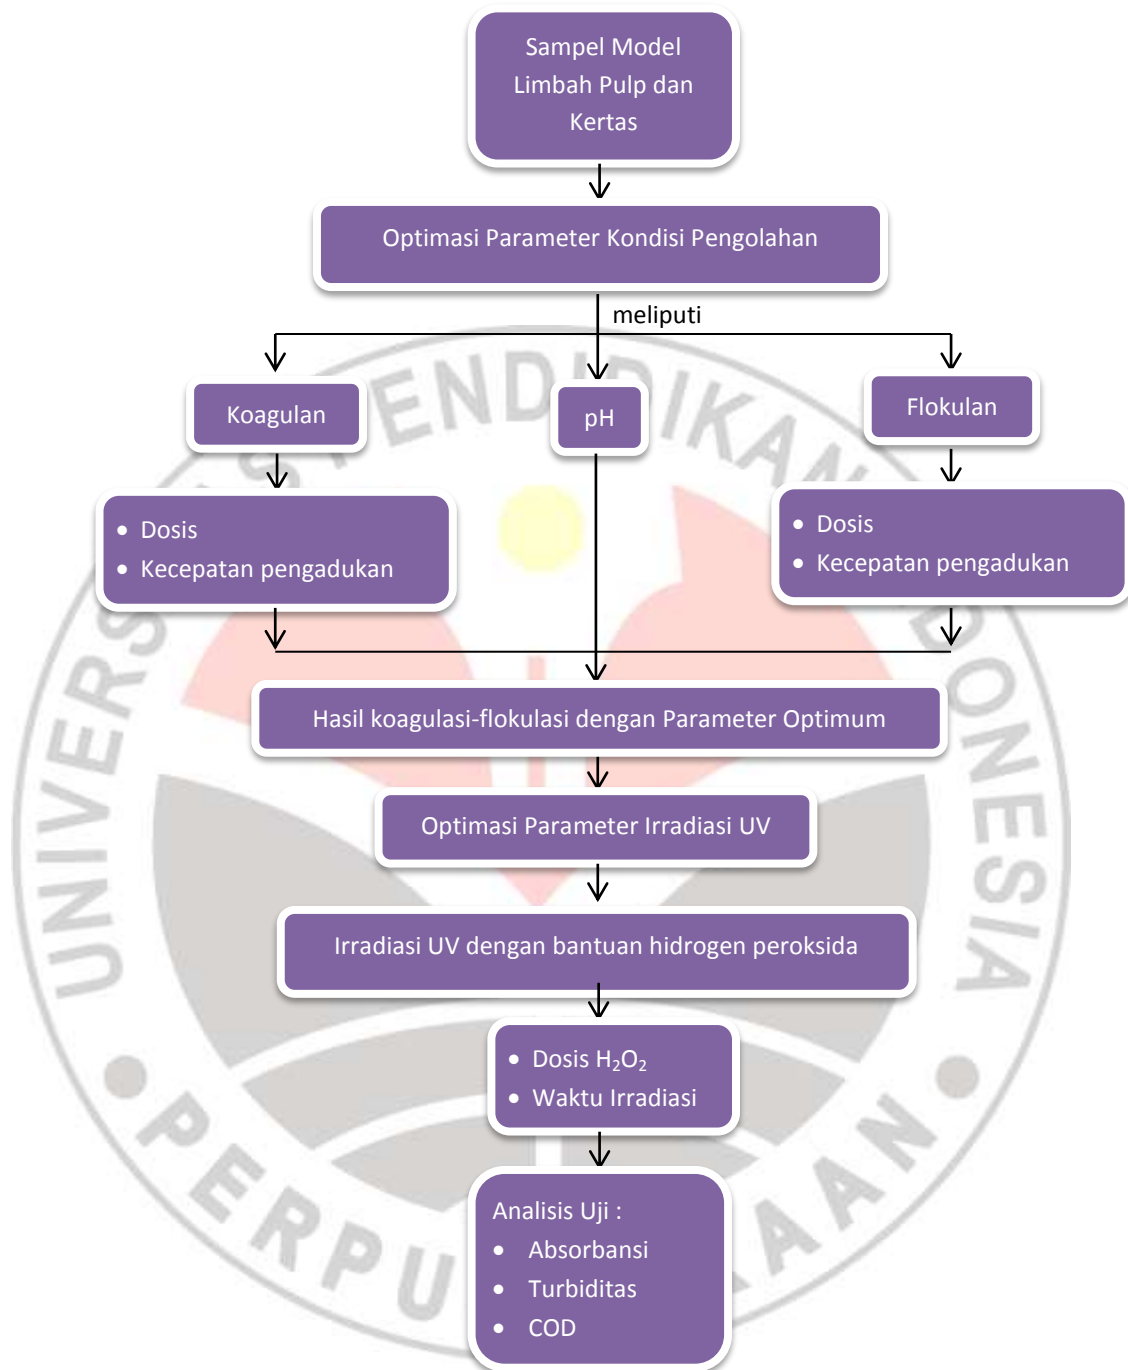 Sampel Model
Limbah Pulp dan
Kertas
Optimasi Parameter Kondisi Pengolahan
meliputi
Koagulan
pH
Flokulan
• Dosis
• Kecepatan pengadukan
• Dosis
• Kecepatan pengadukan
Hasil koagulasi-flokulasi dengan Parameter Optimum
Optimasi Parameter Irradiasi UV
Irradiasi UV dengan bantuan hidrogen peroksida
• Dosis H₂O₂
• Waktu Irradiasi
Analisis Uji :
• Absorbansi
• Turbiditas
• COD